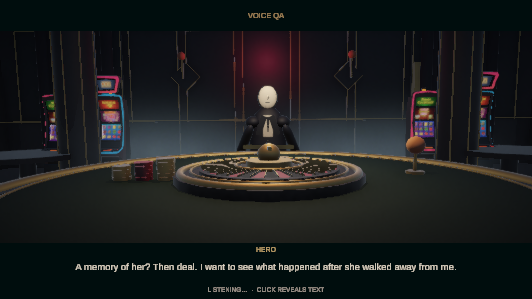 VOICE QA
HERO
A memory of her? Then deal. I want to see what happened after she walked away from me.
LISTENING... · CLICK REVEALS TEXT